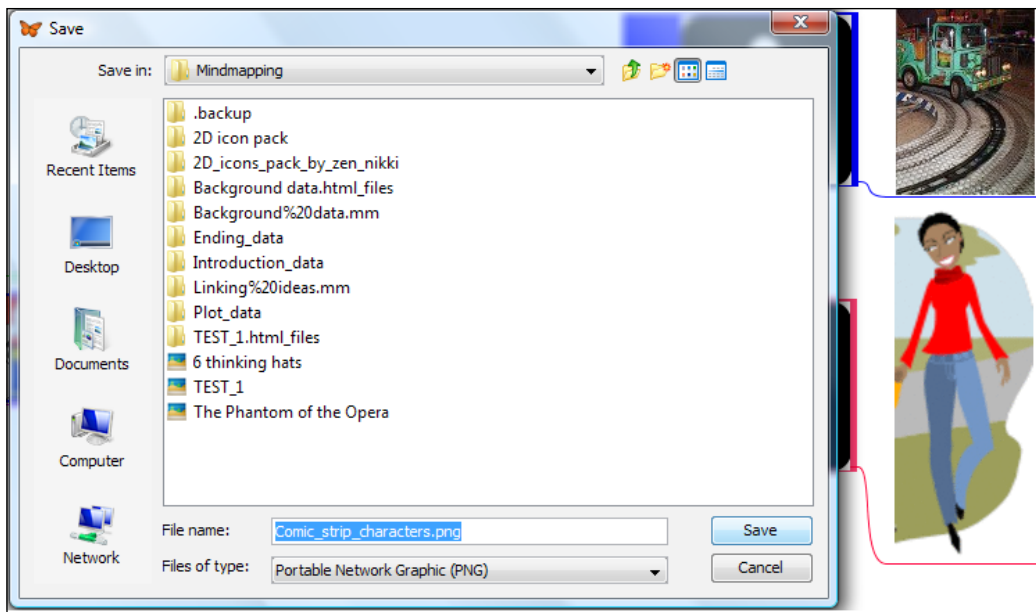 Save
Save in: Mindmapping
Recent Items
Desktop
Documents
Computer
Network
.backup
2D icon pack
2D_icons_pack_by_zen_nikki
Background data.html_files
Background%20data.mm
Ending_data
Introduction_data
Linking%20ideas.mm
Plot_data
TEST_1.html_files
6 thinking hats
TEST_1
The Phantom of the Opera
File name: Comic_strip_characters.png Save
Files of type: Portable Network Graphic (PNG) Cancel